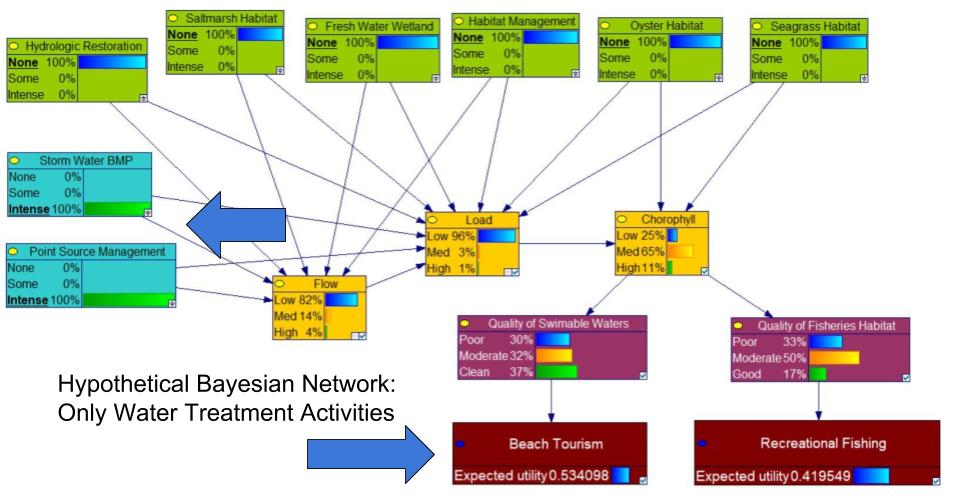 Hydrologic Restoration
None 100%
Some 0%
Intense 0%
Saltmarsh Habitat
None 100%
Some 0%
Intense 0%
Fresh Water Wetland
None 100%
Some 0%
Intense 0%
Habitat Management
None 100%
Some 0%
Intense 0%
Oyster Habitat
None 100%
Some 0%
Intense 0%
Seagrass Habitat
None 100%
Some 0%
Intense 0%
Storm Water BMP
None 0%
Some 0%
Intense 100%
Point Source Management
None 0%
Some 0%
Intense 100%
Load
Low 96%
Med 3%
High 1%
Chorophyll
Low 25%
Med 65%
High 11%
Flow
Low 82%
Med 14%
High 4%
Quality of Swimable Waters
Poor 30%
Moderate 32%
Clean 37%
Quality of Fisheries Habitat
Poor 33%
Moderate 50%
Good 17%
Hypothetical Bayesian Network:
Only Water Treatment Activities
Beach Tourism
Expected utility 0.534098
Recreational Fishing
Expected utility 0.419549